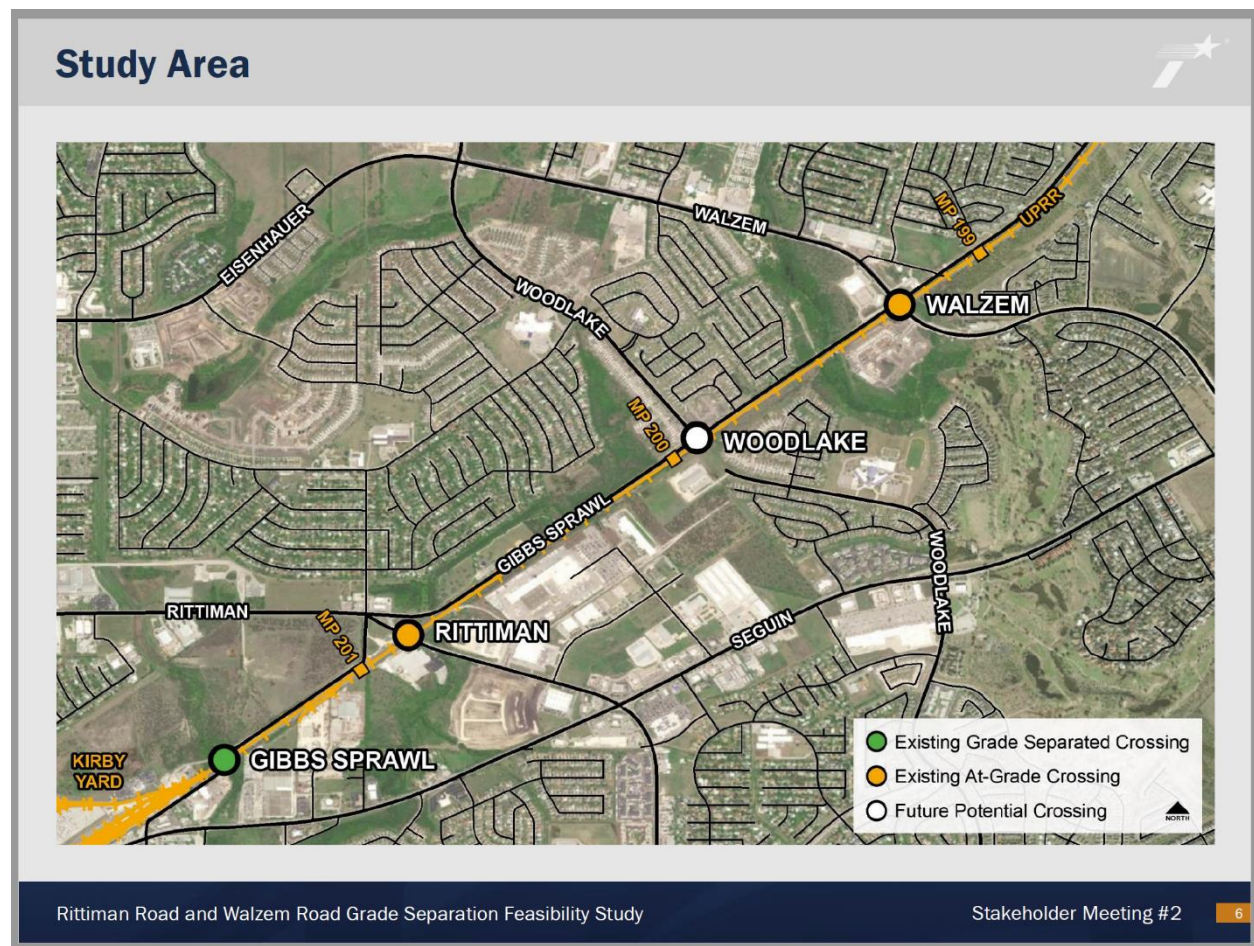 Study Area
EISENHAUER
WALZEM
MP 199
UPRR
WOODLAKE
WALZEM
MP 200
WOODLAKE
GIBBS SPRAWL
WOODLAKE
RITTIMAN
MP 201
RITTIMAN
SEGUIN
KIRBY
YARD
GIBBS SPRAWL
Existing Grade Separated Crossing
Existing At-Grade Crossing
Future Potential Crossing
NORTH
Rittiman Road and Walzem Road Grade Separation Feasibility Study
Stakeholder Meeting #2
6